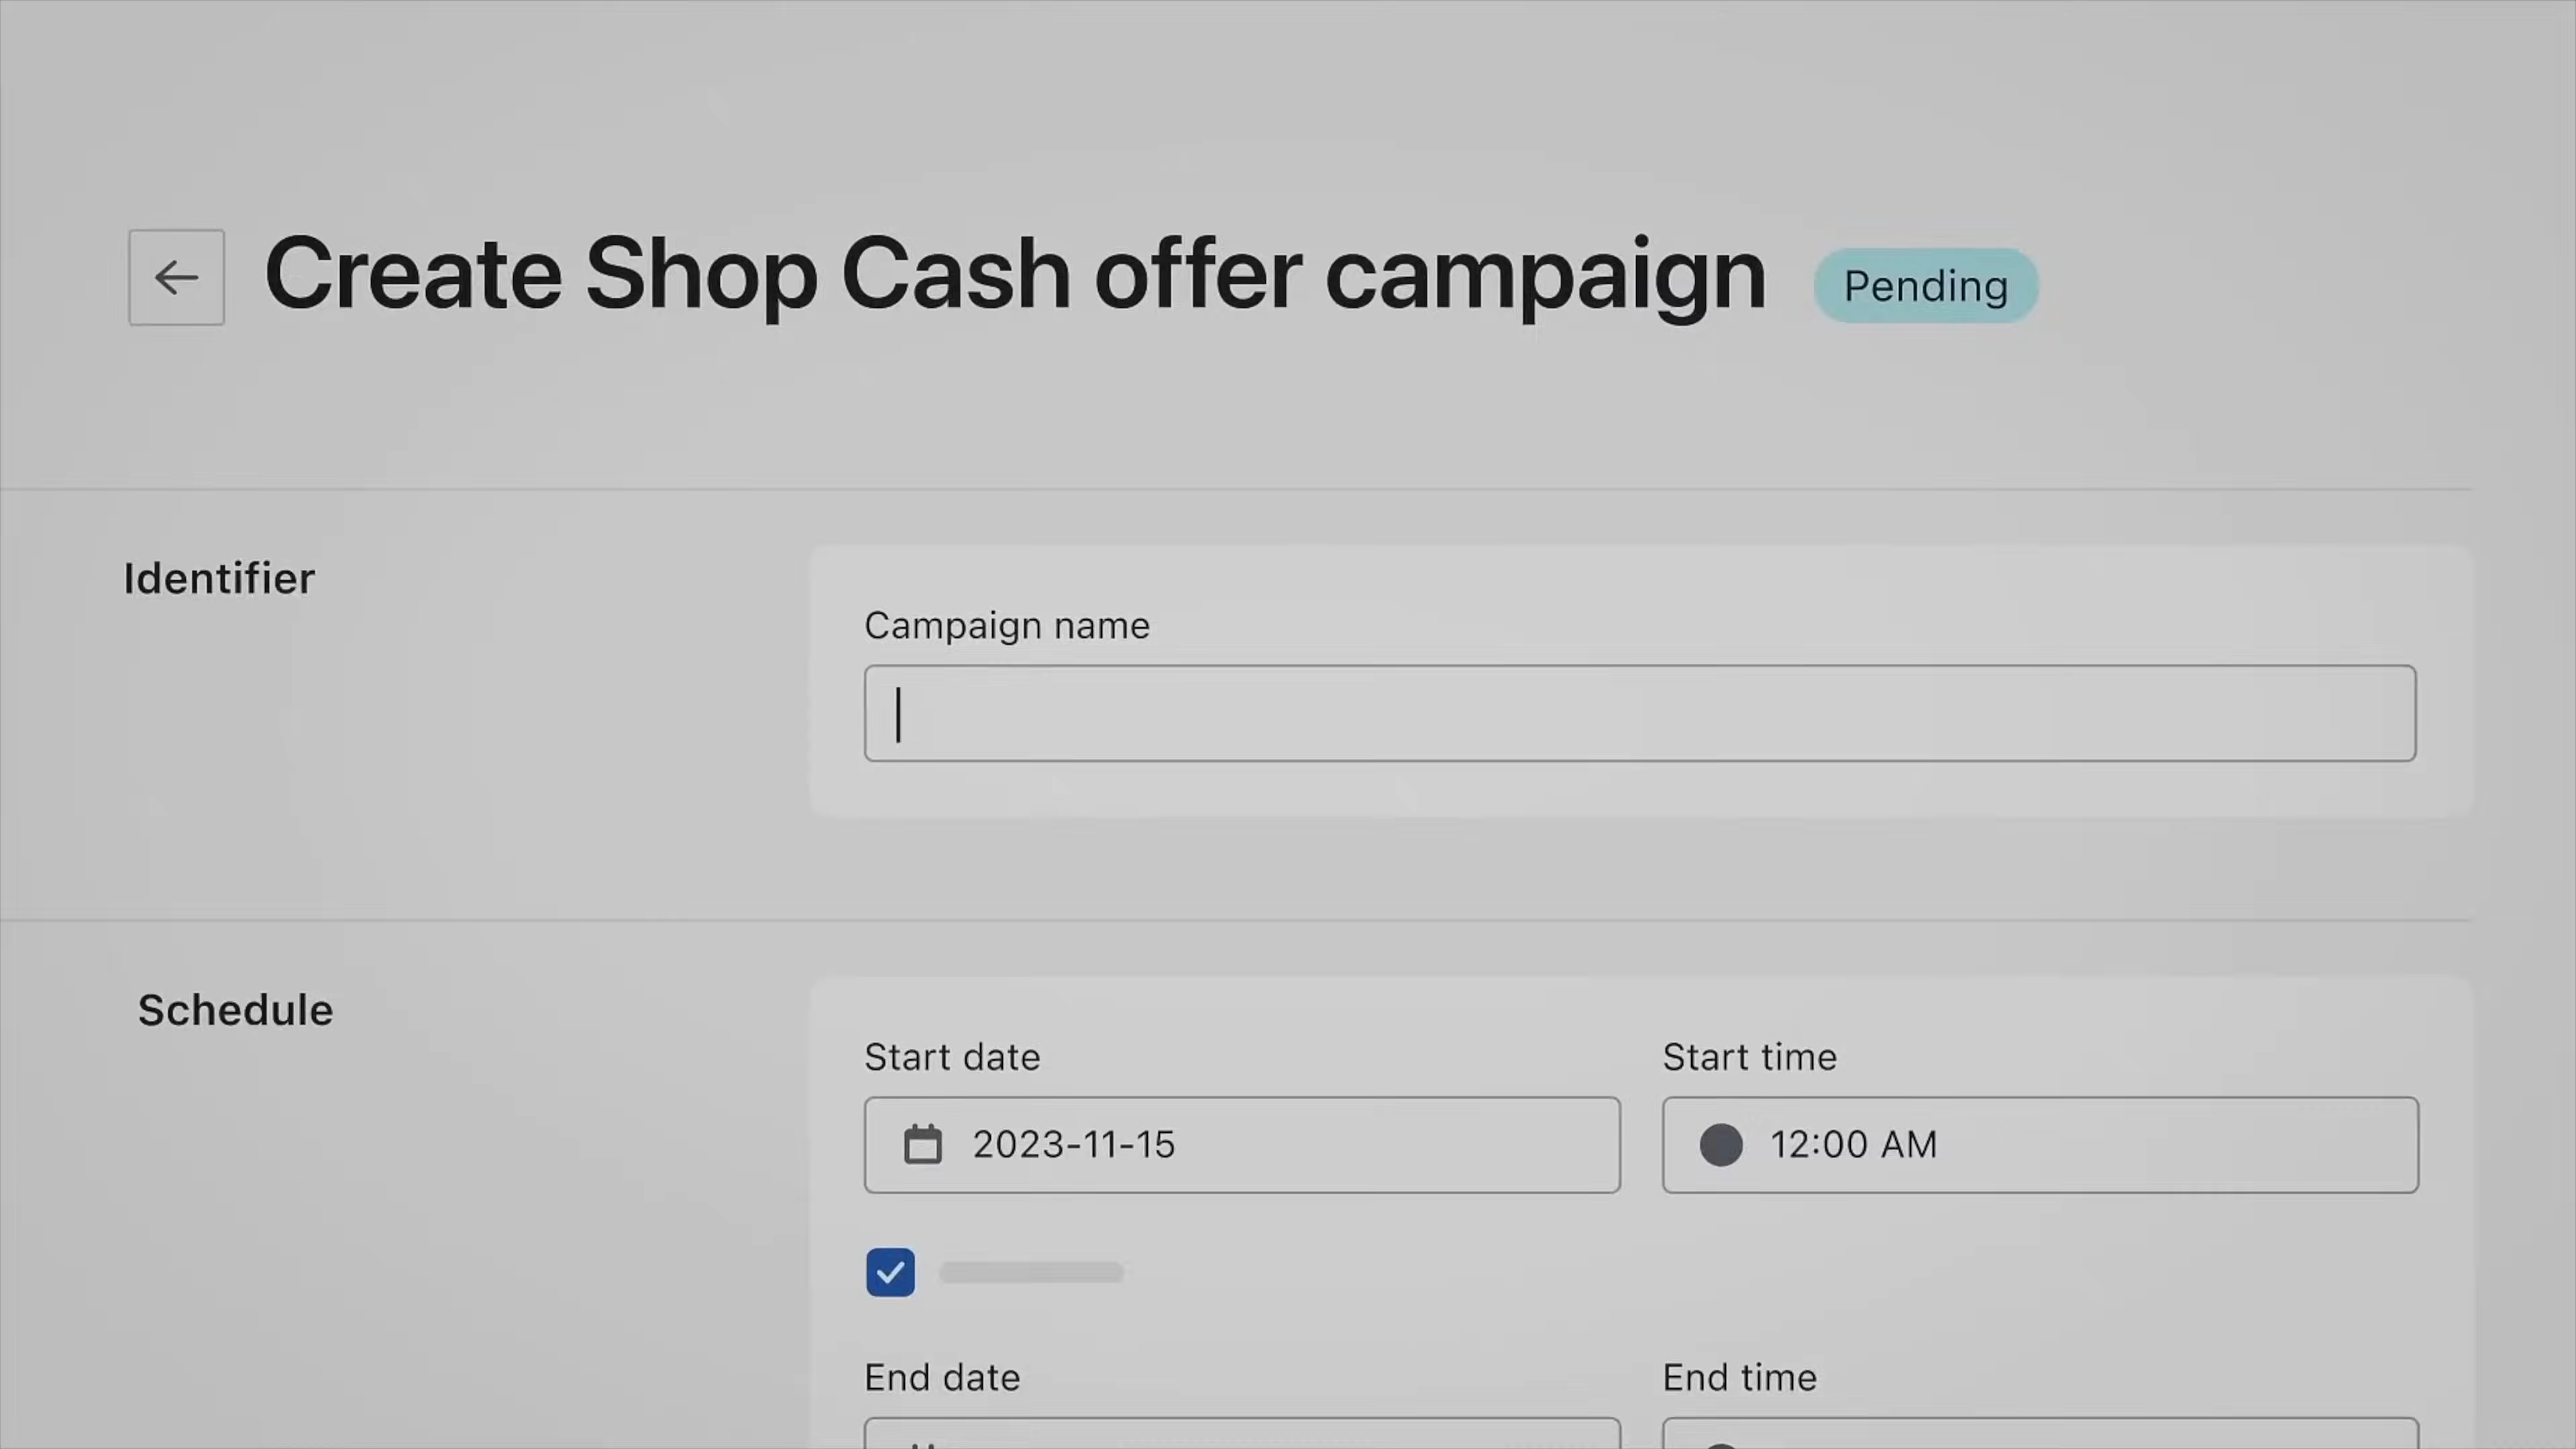 Create Shop Cash offer campaign Pending
Identifier
Campaign name
Schedule
Start date Start time
2023-11-15 12:00 AM
End date End time